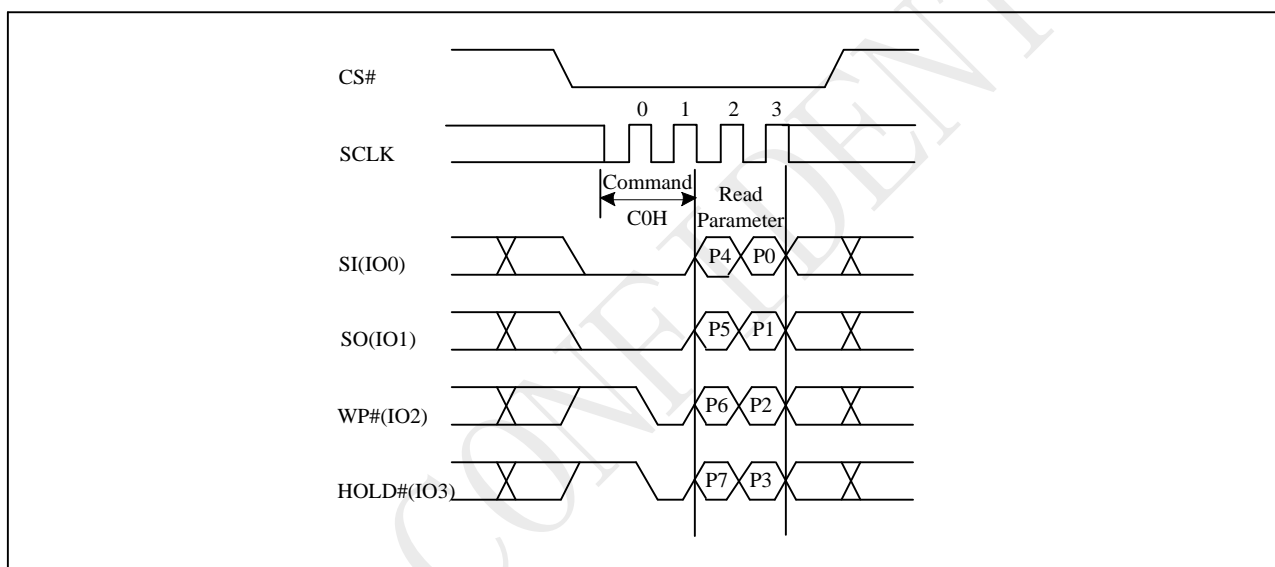 CS#
0 1 2 3
SCLK
Command
Read
C0H
Parameter
SI(IO0)
P4 P0
SO(IO1)
P5 P1
WP#(IO2)
P6 P2
HOLD#(IO3)
P7 P3